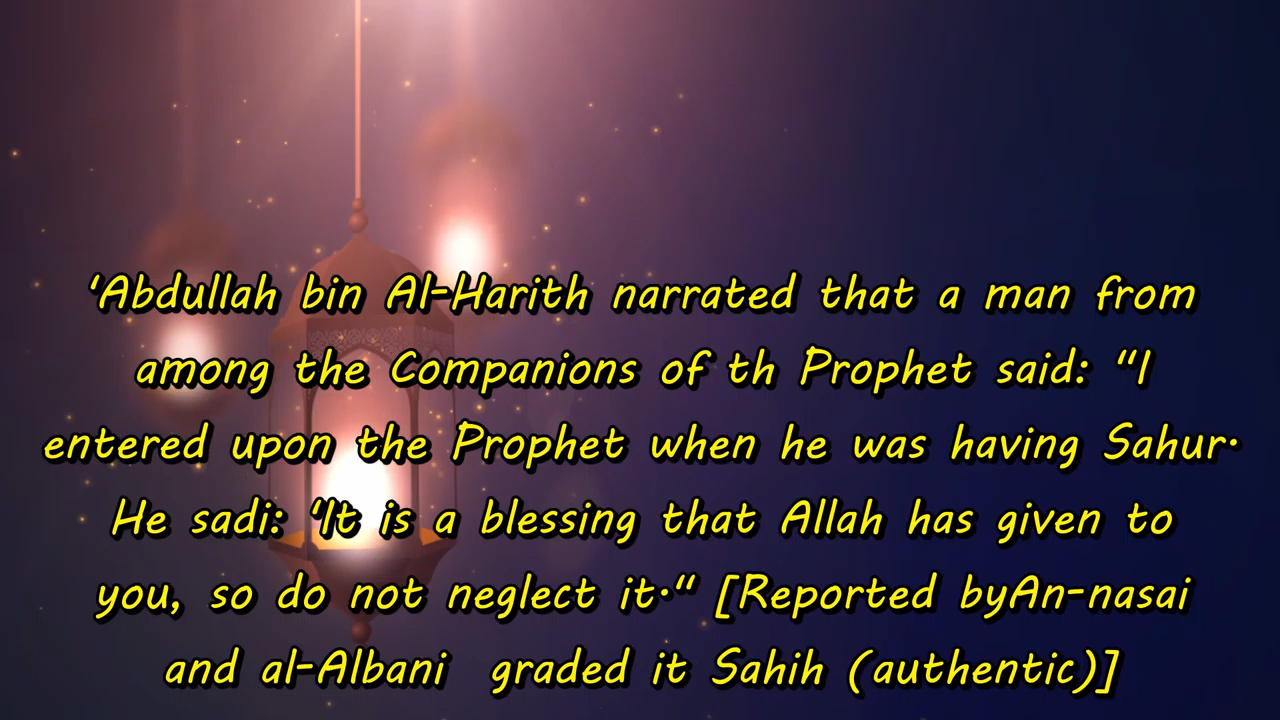 ‘Abdullah bin Al-Harith narrated that a man from
among the Companions of th Prophet said: “I
entered upon the Prophet when he was having Sahur.
He sadi: ‘It is a blessing that Allah has given to
you, so do not neglect it.“ [Reported byAn-nasai
and al-Albani  graded it Sahih (authentic)]